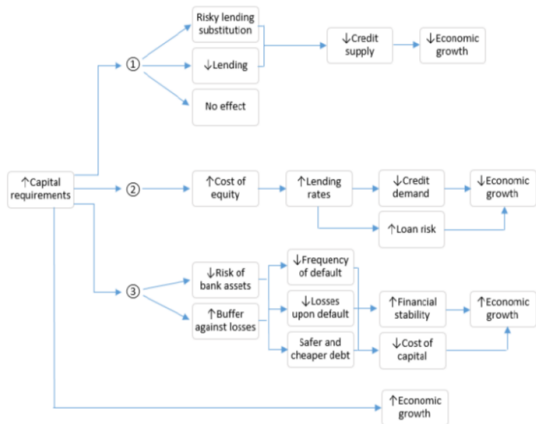 Risky lending
substitution
↓Credit
supply
↓Economic
growth
①
↓Lending
No effect
↑Capital
requirements
②
↑Cost of
equity
↑Lending
rates
↓Credit
demand
↓Economic
growth
↑Loan risk
③
↓Risk of
bank assets
↑Buffer
against losses
↓Frequency
of default
↓Losses
upon default
Safer and
cheaper debt
↑Financial
stability
↑Economic
growth
↓Cost of
capital
↑Economic
growth